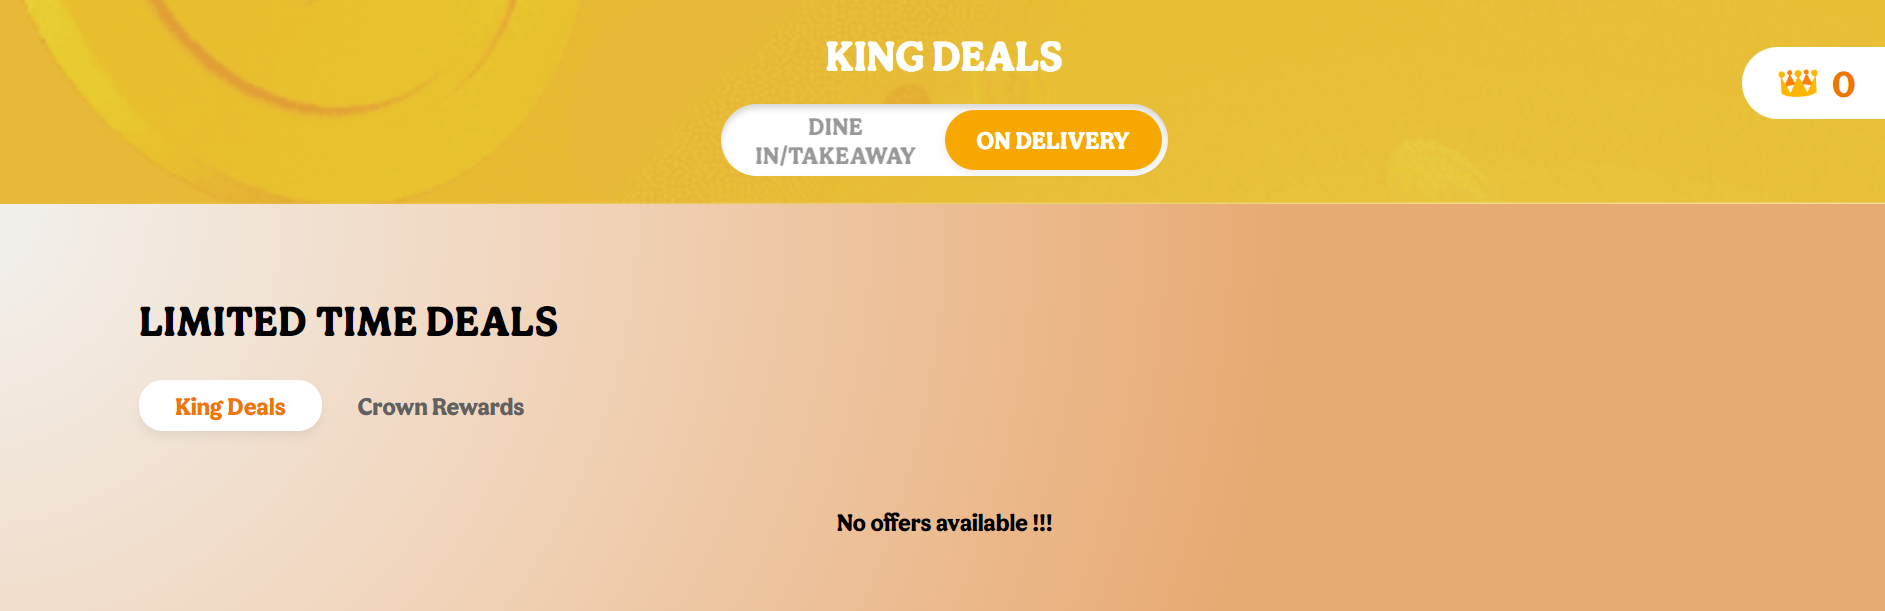 KING DEALS
0
DINE
IN/TAKEAWAY
ON DELIVERY
LIMITED TIME DEALS
King Deals
Crown Rewards
No offers available !!!